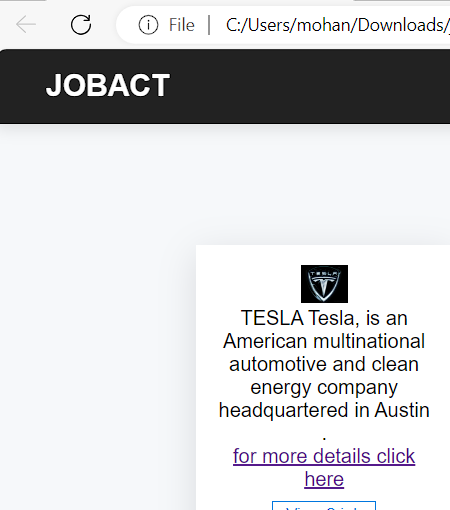 File | C:/Users/mohan/Downloads/
JOBACT
TESLA
TESLA Tesla, is an
American multinational
automotive and clean
energy company
headquartered in Austin
.
for more details click
here